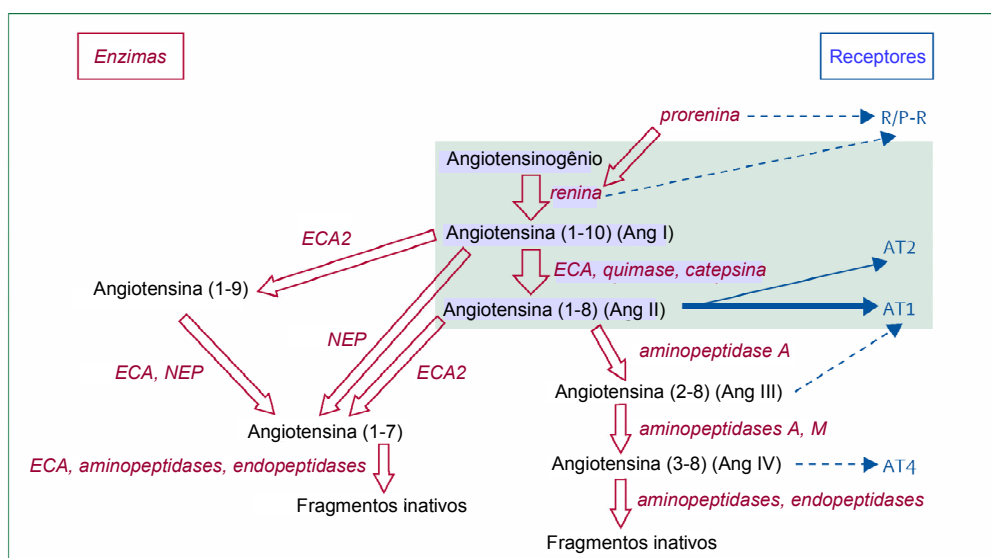 Enzimas
Receptores
prorenina
R/P-R
Angiotensinogênio
renina
Angiotensina (1-10) (Ang I)
ECA2
ECA, quimase, catepsina
AT2
Angiotensina (1-9)
Angiotensina (1-8) (Ang II)
AT1
NEP
ECA2
aminopeptidase A
ECA, NEP
Angiotensina (2-8) (Ang III)
Angiotensina (1-7)
aminopeptidases A, M
ECA, aminopeptidases, endopeptidases
Angiotensina (3-8) (Ang IV)
AT4
Fragmentos inativos
aminopeptidases, endopeptidases
Fragmentos inativos